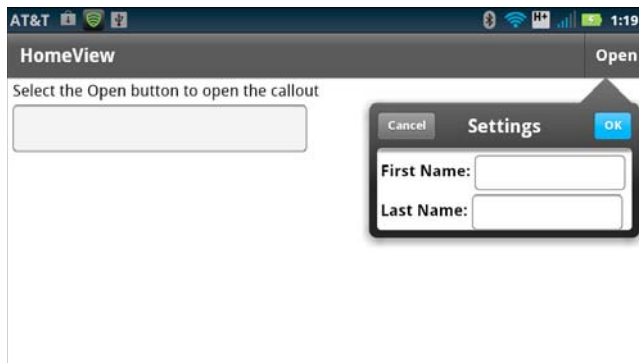 AT&T H+ 1:19
HomeView Open
Select the Open button to open the callout
Cancel Settings OK
First Name:
Last Name: